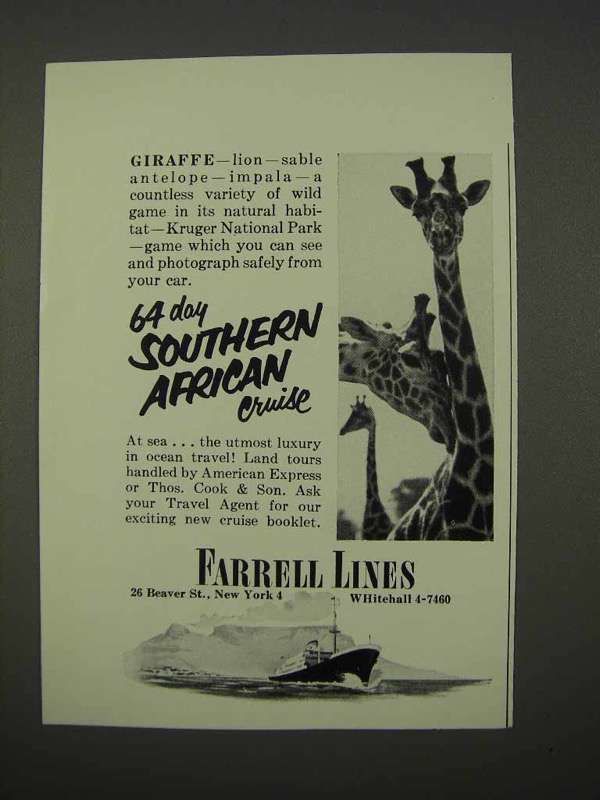 GIRAFFE—lion—sable
antelope—impala—a
countless variety of wild
game in its natural habi-
tat—Kruger National Park
—game which you can see
and photograph safely from
your car.
64 day
SOUTHERN
AFRICAN
cruise
At sea . . . the utmost luxury
in ocean travel! Land tours
handled by American Express
or Thos. Cook & Son. Ask
your Travel Agent for our
exciting new cruise booklet.
FARRELL LINES
26 Beaver St., New York 4 WHitehall 4-7460